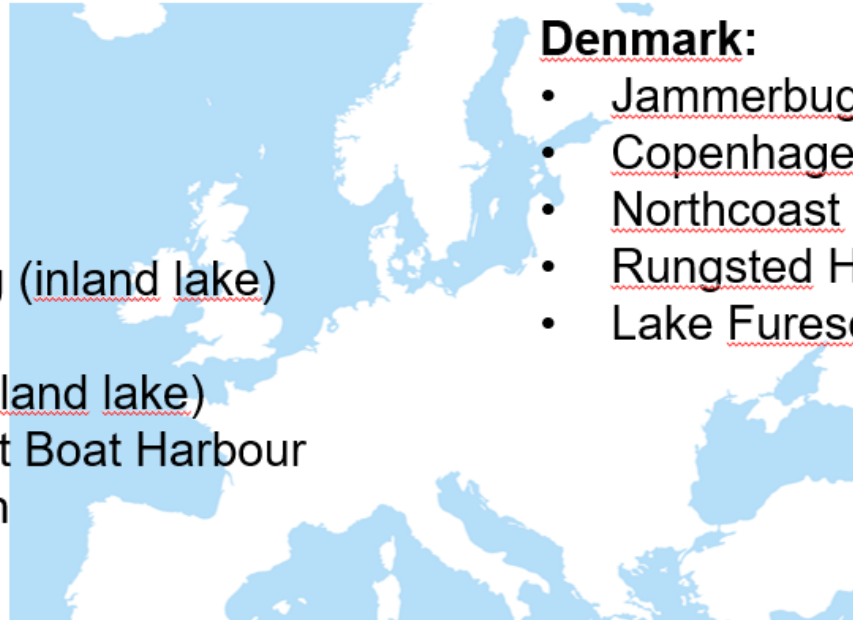 Denmark:
• Jammerbug
• Copenhage
• Northcoast
• Rungsted H
• Lake Fures
(inland lake)
land lake)
t Boat Harbour